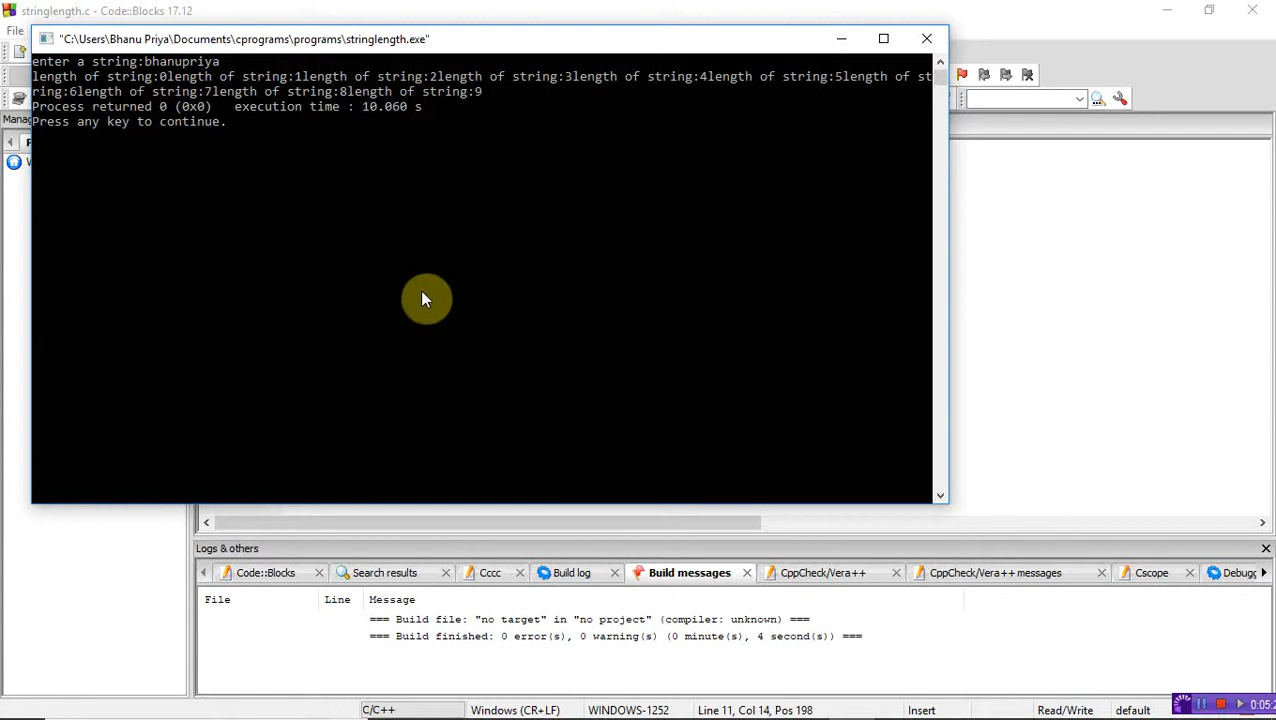 stringlength.c - Code::Blocks 17.12
File
"C:\Users\Bhanu Priya\Documents\cprograms\programs\stringlength.exe"
enter a string:bhanupriya
length of string:0length of string:1length of string:2length of string:3length of string:4length of string:5length of st
ring:6length of string:7length of string:8length of string:9
Process returned 0 (0x0)   execution time : 10.060 s
Press any key to continue.
Logs & others
Code::Blocks
Search results
Cccc
Build log
Build messages
CppCheck/Vera++
CppCheck/Vera++ messages
Cscope
File Line Message
=== Build file: "no target" in "no project" (compiler: unknown) ===
=== Build finished: 0 error(s), 0 warning(s) (0 minute(s), 4 second(s)) ===
C/C++ Windows (CR+LF) WINDOWS-1252 Line 11, Col 14, Pos 198 Insert Read/Write default